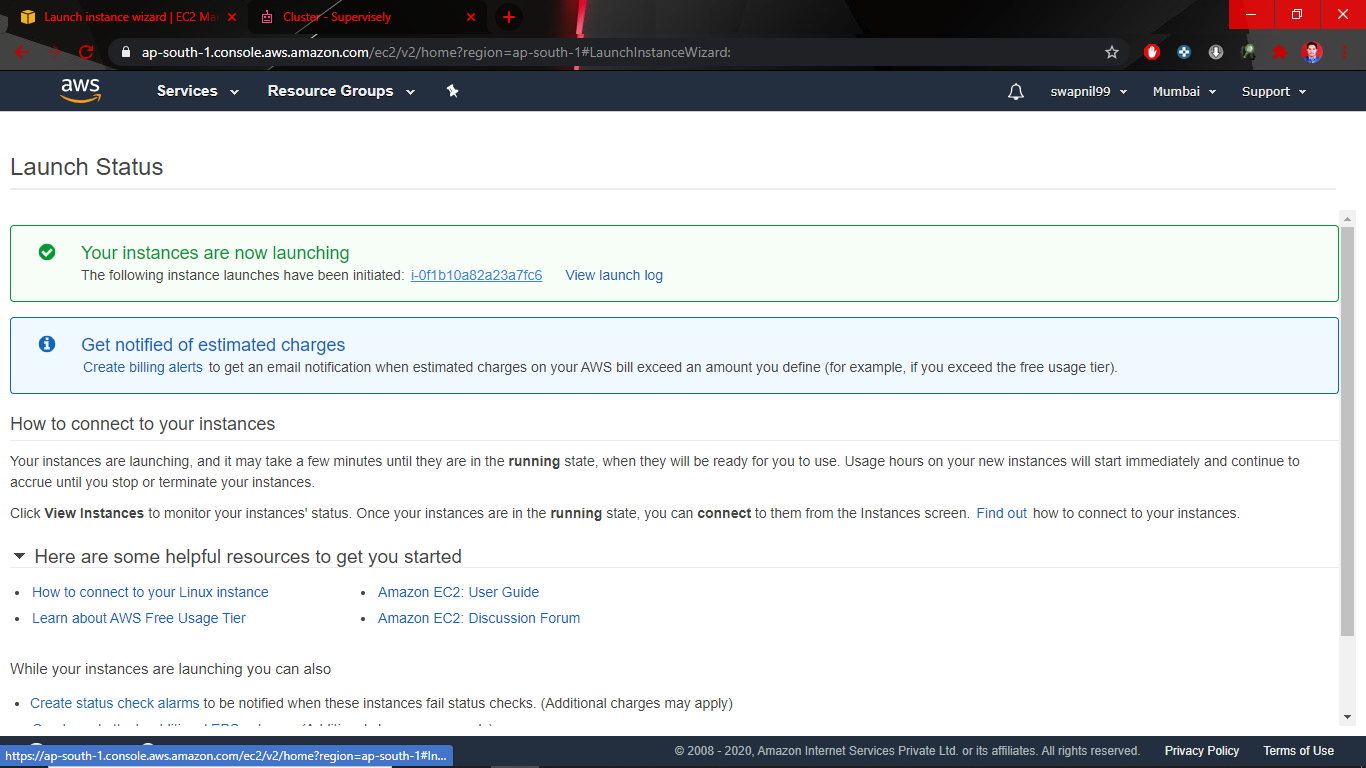 Launch instance wizard | EC2 Ma
Cluster - Supervisely
ap-south-1.console.aws.amazon.com/ec2/v2/home?region=ap-south-1#LaunchInstanceWizard:
aws Services Resource Groups swapnil99 Mumbai Support
Launch Status
Your instances are now launching
The following instance launches have been initiated: i-0f1b10a82a23a7fc6 View launch log
Get notified of estimated charges
Create billing alerts to get an email notification when estimated charges on your AWS bill exceed an amount you define (for example, if you exceed the free usage tier).
How to connect to your instances
Your instances are launching, and it may take a few minutes until they are in the running state, when they will be ready for you to use. Usage hours on your new instances will start immediately and continue to
accrue until you stop or terminate your instances.
Click View Instances to monitor your instances' status. Once your instances are in the running state, you can connect to them from the Instances screen. Find out how to connect to your instances.
Here are some helpful resources to get you started
• How to connect to your Linux instance
• Amazon EC2: User Guide
• Learn about AWS Free Usage Tier
• Amazon EC2: Discussion Forum
While your instances are launching you can also
• Create status check alarms to be notified when these instances fail status checks. (Additional charges may apply)
https://ap-south-1.console.aws.amazon.com/ec2/v2/home?region=ap-south-1#In...
© 2008 - 2020, Amazon Internet Services Private Ltd. or its affiliates. All rights reserved. Privacy Policy Terms of Use